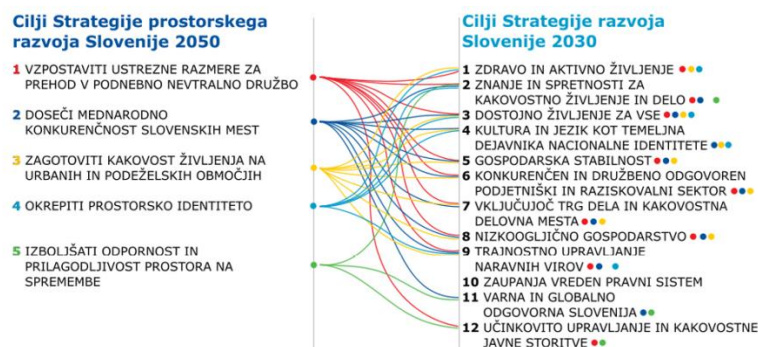 Cilji Strategije prostorskega
razvoja Slovenije 2050
1 VZPOSTAVITI USTREZNE RAZMERE ZA
PREHOD V PODNEBNO NEVTRALNO DRUŽBO
2 DOSEČI MEDNARODNO
KONKURENČNOST SLOVENSKIH MEST
3 ZAGOTOVITI KAKOVOST ŽIVLJENJA NA
URBANIH IN PODEŽELSKIH OBMOČJIH
4 OKREPITI PROSTORSKO IDENTITETO
5 IZBOLJŠATI ODPORNOST IN
PRILAGODLJIVOST PROSTORA NA
SPREMEMBE
Cilji Strategije razvoja
Slovenije 2030
1 ZDRAVO IN AKTIVNO ŽIVLJENJE
2 ZNANJE IN SPRETNOSTI ZA
KAKOVOSTNO ŽIVLJENJE IN DELO
3 DOSTOJNO ŽIVLJENJE ZA VSE
4 KULTURA IN JEZIK KOT TEMELJNA
DEJAVNIKA NACIONALNE IDENTITETE
5 GOSPODARSKA STABILNOST
6 KONKURENČEN IN DRUŽBENO ODGOVOREN
PODJETNIŠKI IN RAZISKOVALNI SEKTOR
7 VKLJUČUJOČ TRG DELA IN KAKOVOSTNA
DELOVNA MESTA
8 NIZKOOGLJIČNO GOSPODARSTVO
9 TRAJNOSTNO UPRAVLJANJE
NARAVNIH VIROV
10 ZAUPANJA VREDEN PRAVNI SISTEM
11 VARNA IN GLOBALNO
ODGOVORNA SLOVENIJA
12 UČINKOVITO UPRAVLJANJE IN KAKOVOSTNE
JAVNE STORITVE